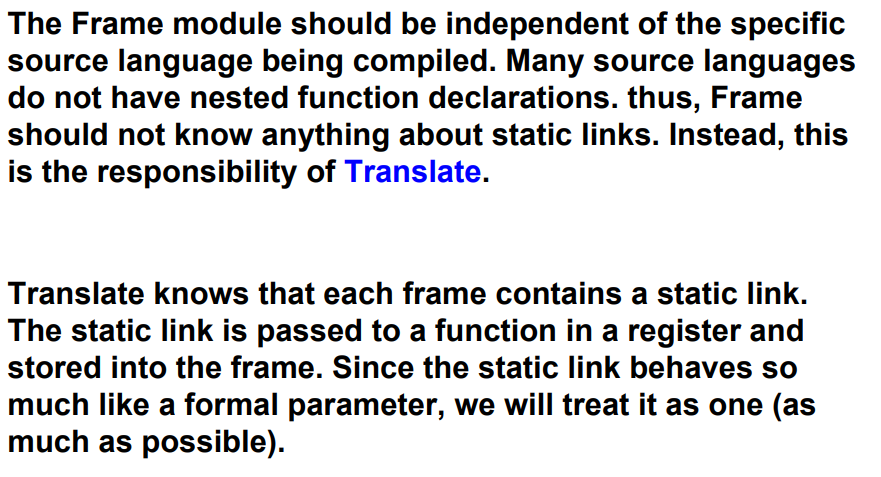 The Frame module should be independent of the specific
source language being compiled. Many source languages
do not have nested function declarations. thus, Frame
should not know anything about static links. Instead, this
is the responsibility of Translate.
Translate knows that each frame contains a static link.
The static link is passed to a function in a register and
stored into the frame. Since the static link behaves so
much like a formal parameter, we will treat it as one (as
much as possible).